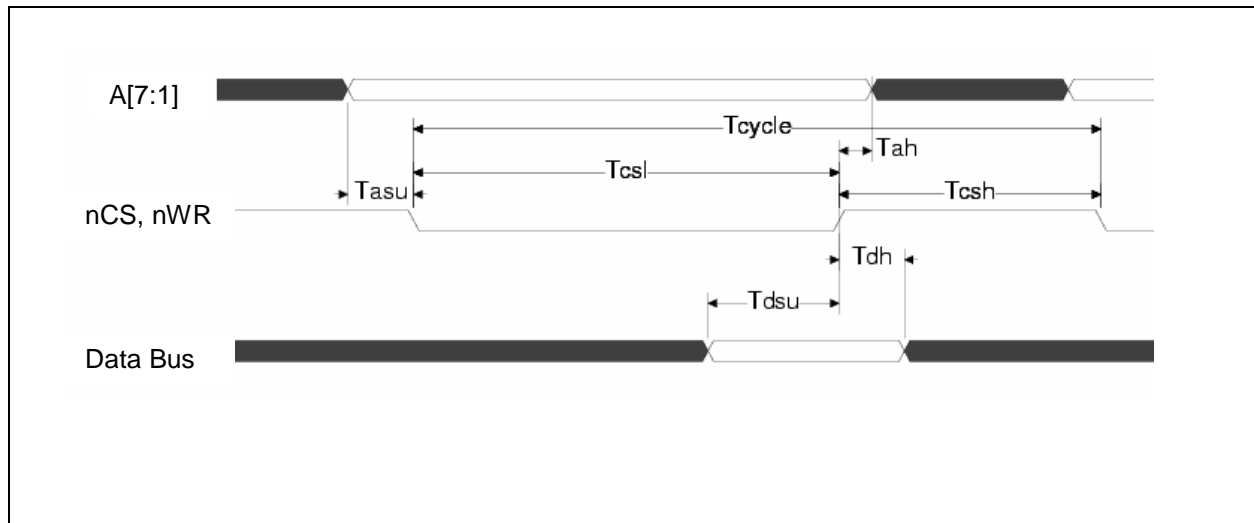 A[7:1]
Tcycle
Tah
Tcsl
Tasu
Tcsh
nCS, nWR
Tdh
Tdsu
Data Bus